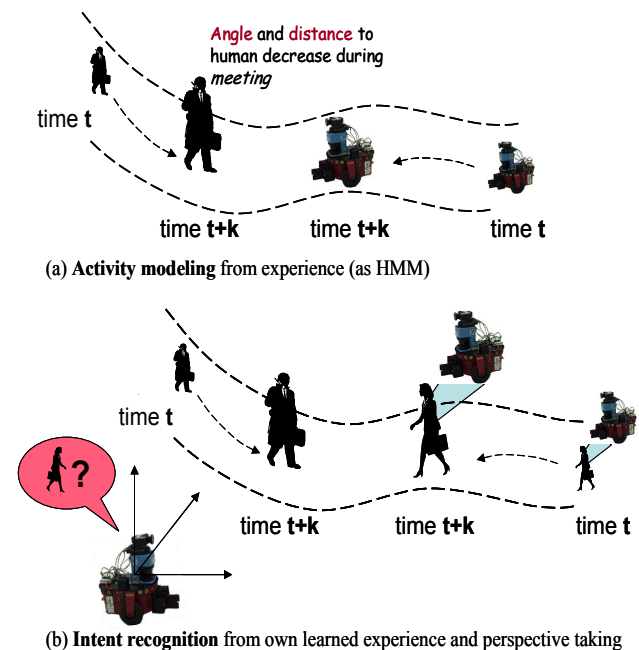 Angle and distance to
human decrease during
meeting
time t
time t+k
time t+k
time t
(a) Activity modeling from experience (as HMM)
time t
?
time t+k
time t+k
time t
(b) Intent recognition from own learned experience and perspective taking